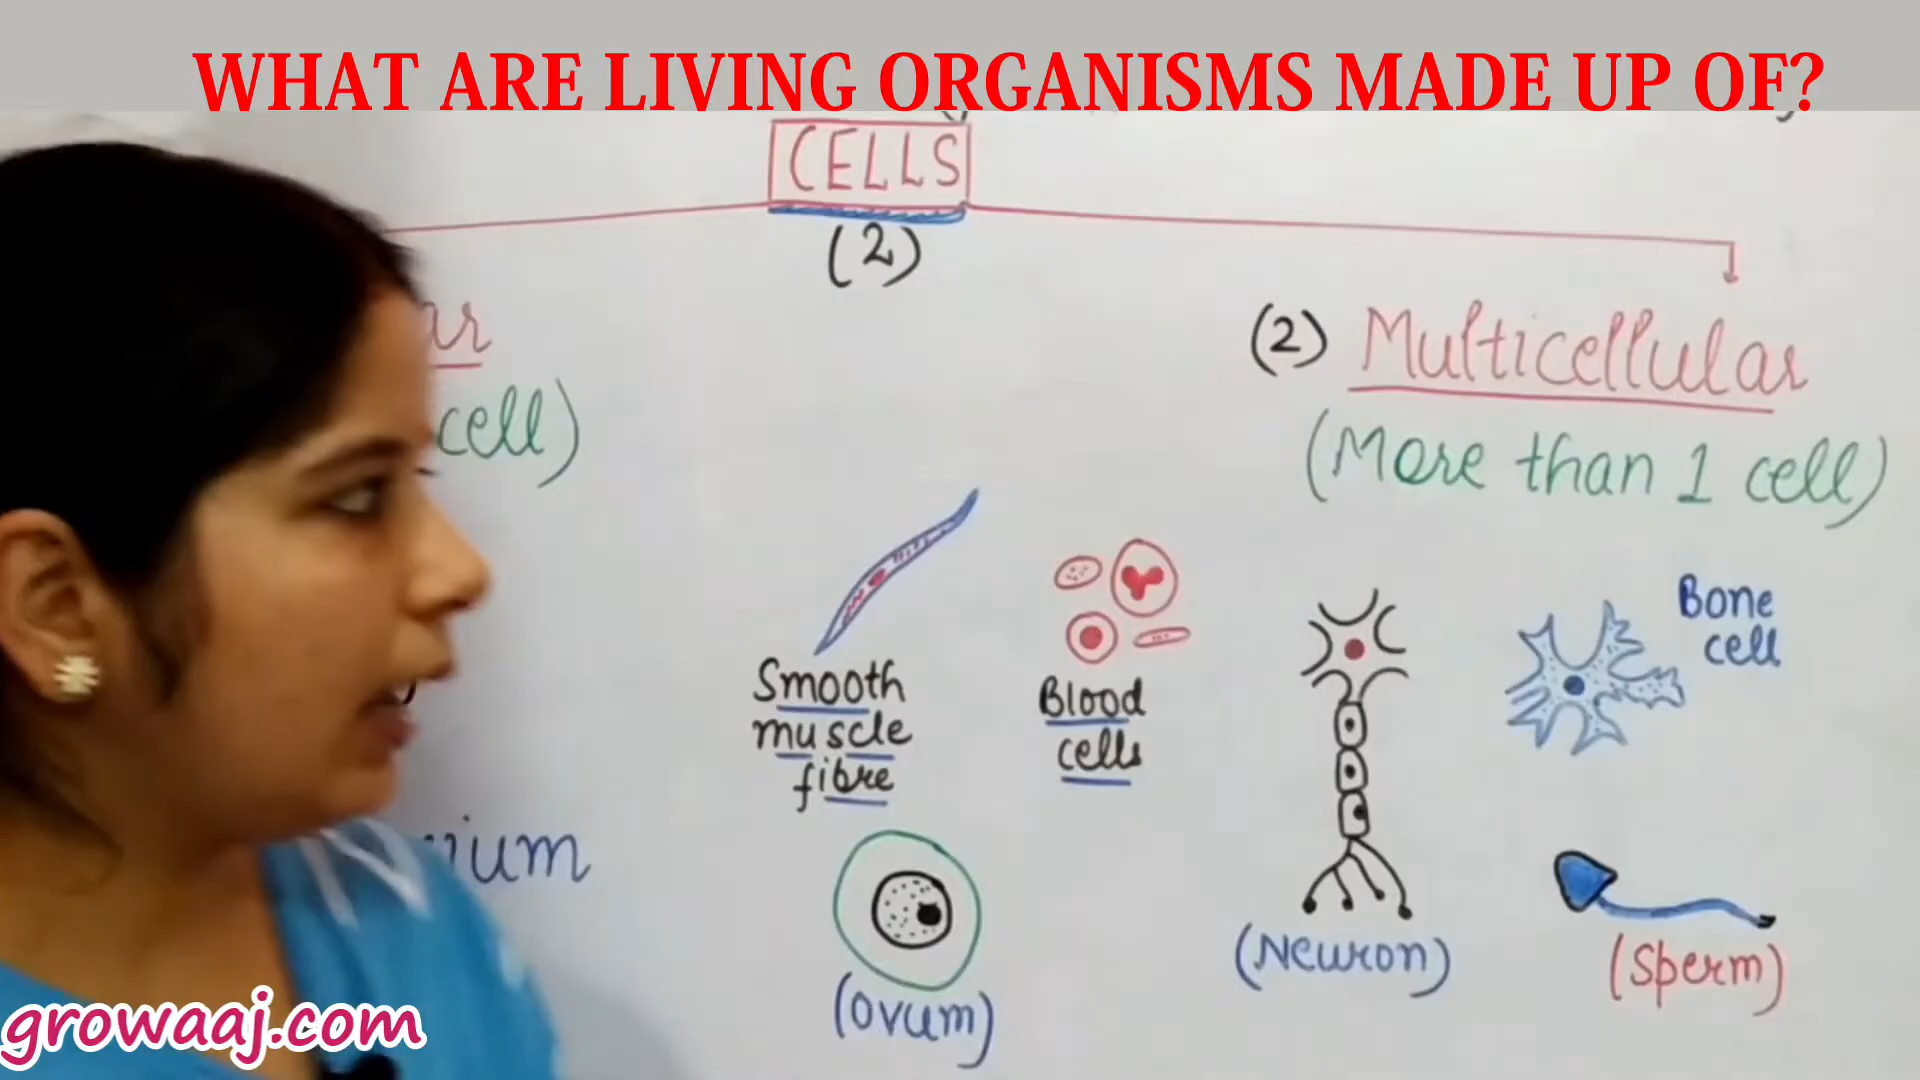 WHAT ARE LIVING ORGANISMS MADE UP OF?
CELLS
(2)
(2) Multicellular
cell)
(More than 1 cell)
Bone
cell
Smooth
muscle
fibre
Blood
cells
(Ovum)
(Neuron)
(Sperm)
growaaj.com